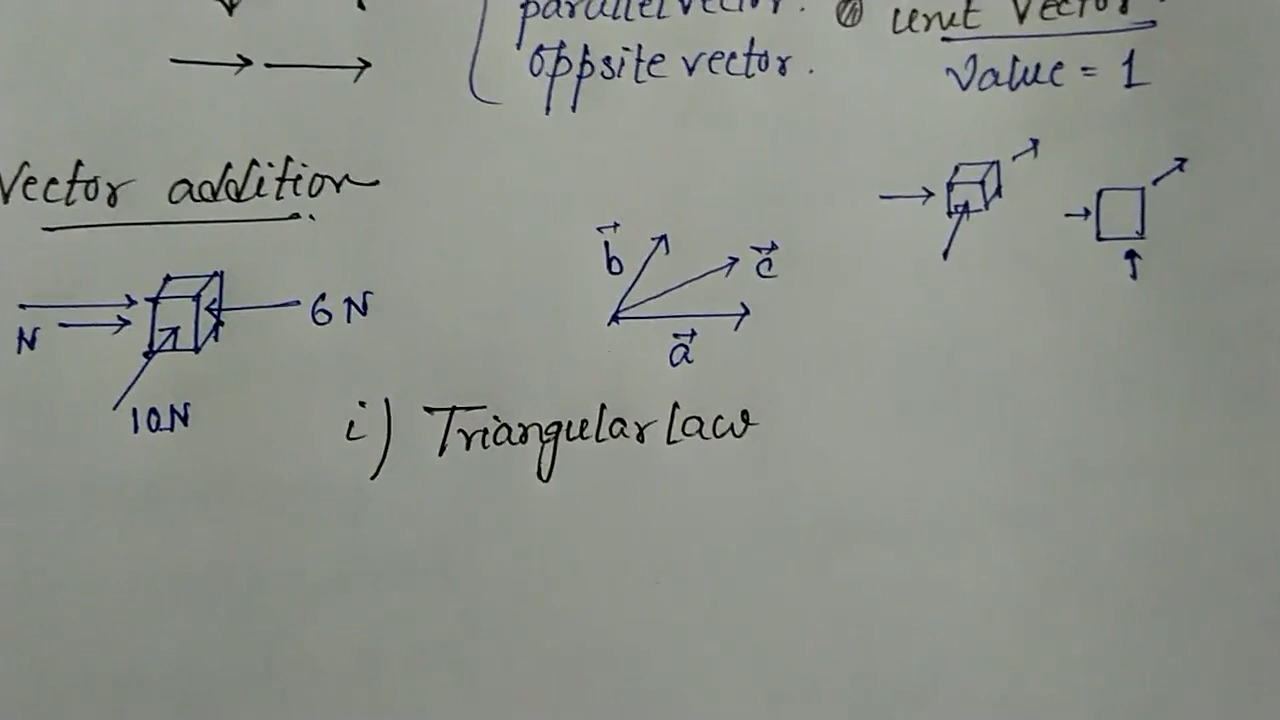 parallel vector.
oppsite vector.
unit vector.
Value = 1
Vector addition
N
6 N
10N
b
c
a
i) Triangular law